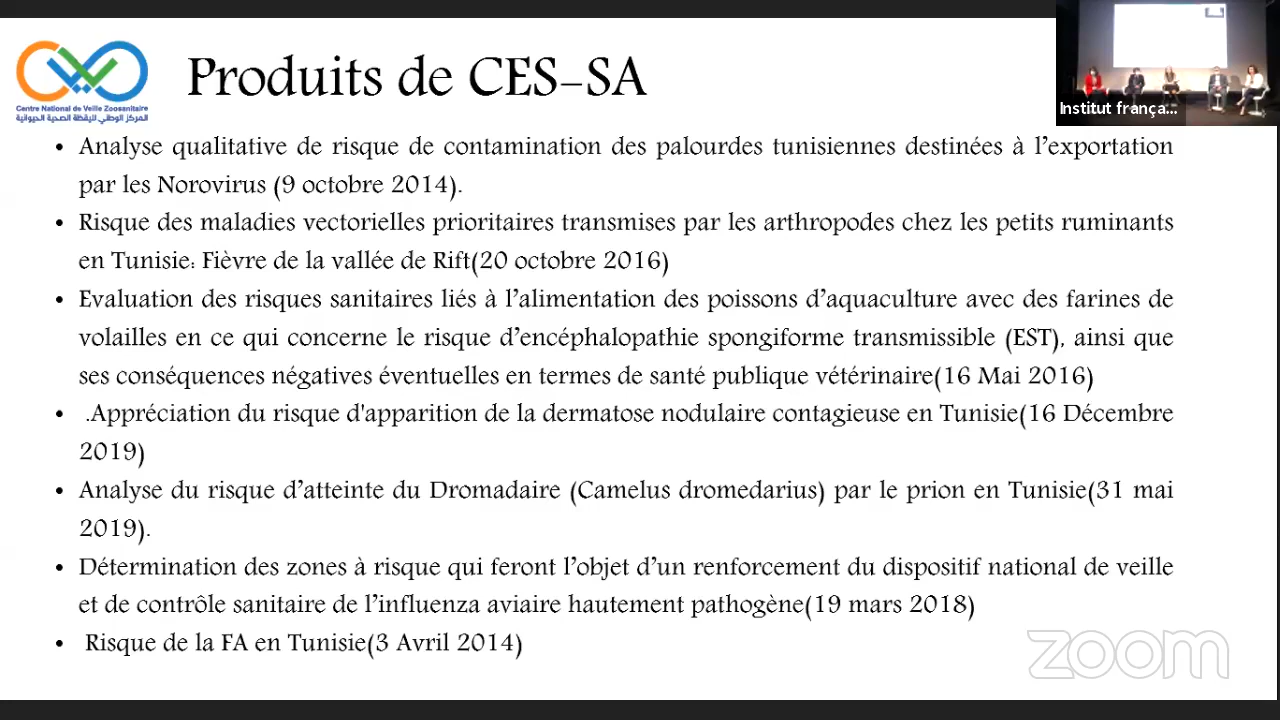 Produits de CES-SA
Centre National de Veille Zoosanitaire
المركز الوطني لليقظة الصحية الحيوانية
Institut frança...
• Analyse qualitative de risque de contamination des palourdes tunisiennes destinées à l’exportation
par les Norovirus (9 octobre 2014).
• Risque des maladies vectorielles prioritaires transmises par les arthropodes chez les petits ruminants
en Tunisie: Fièvre de la vallée de Rift(20 octobre 2016)
• Evaluation des risques sanitaires liés à l’alimentation des poissons d’aquaculture avec des farines de
volailles en ce qui concerne le risque d’encéphalopathie spongiforme transmissible (EST), ainsi que
ses conséquences négatives éventuelles en termes de santé publique vétérinaire(16 Mai 2016)
• .Appréciation du risque d'apparition de la dermatose nodulaire contagieuse en Tunisie(16 Décembre
2019)
• Analyse du risque d’atteinte du Dromadaire (Camelus dromedarius) par le prion en Tunisie(31 mai
2019).
• Détermination des zones à risque qui feront l’objet d’un renforcement du dispositif national de veille
et de contrôle sanitaire de l’influenza aviaire hautement pathogène(19 mars 2018)
• Risque de la FA en Tunisie(3 Avril 2014)
zoom